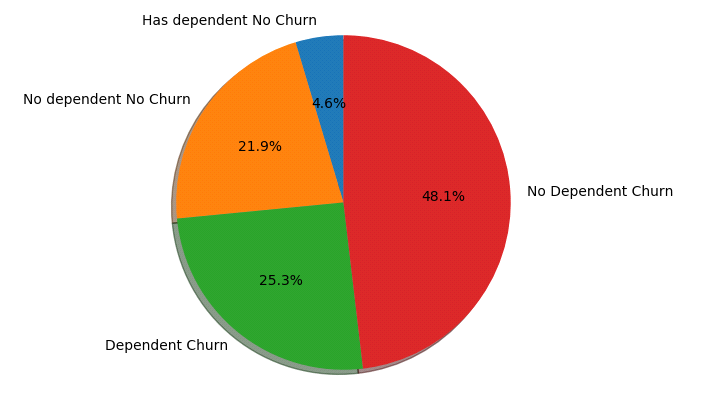 Has dependent No Churn
4.6%
No dependent No Churn
21.9%
48.1%
No Dependent Churn
25.3%
Dependent Churn